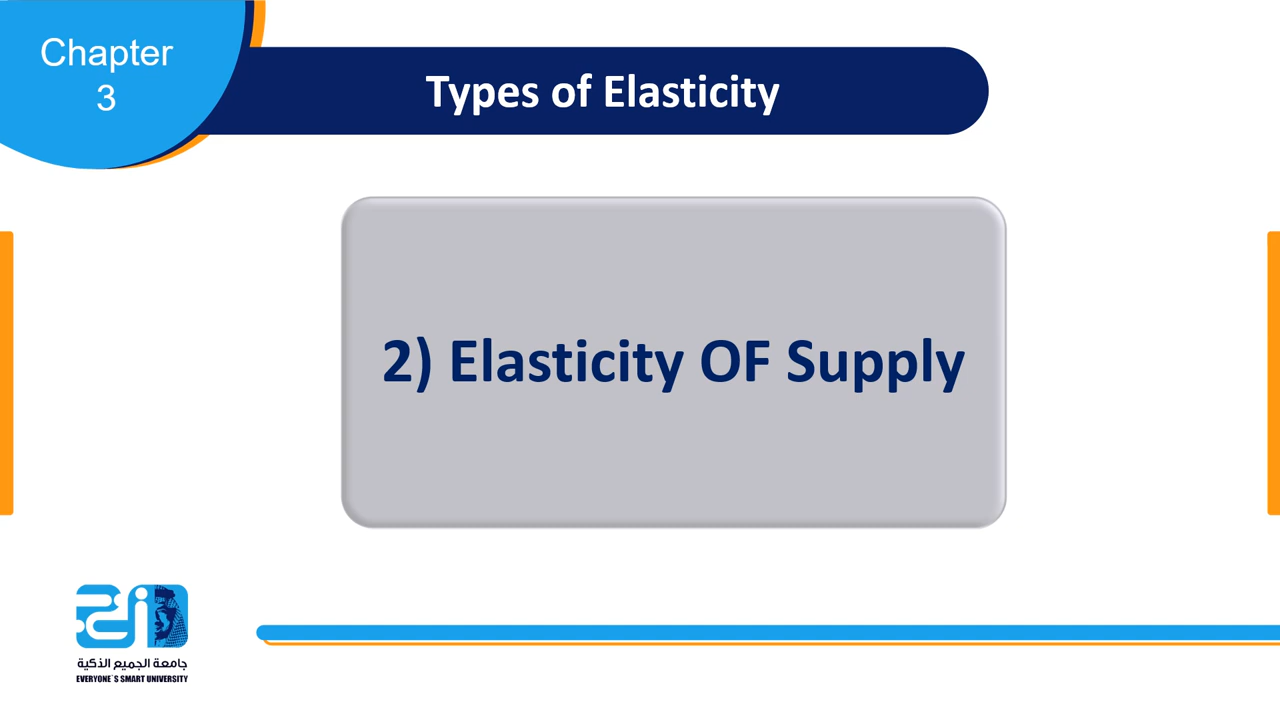 Chapter
3
Types of Elasticity
2) Elasticity OF Supply
جامعة الجميع الذكية
EVERYONE`S SMART UNIVERSITY